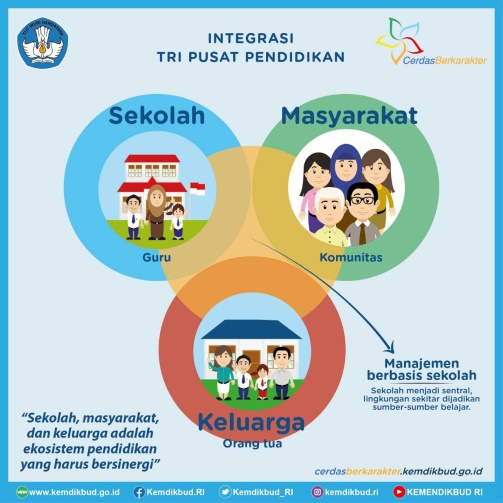 INTEGRASI
TRI PUSAT PENDIDIKAN
CerdasBerkarakter
Sekolah
Masyarakat
Guru
Komunitas
Manajemen
berbasis sekolah
Sekolah menjadi sentral,
lingkungan sekitar dijadikan
sumber-sumber belajar.
Keluarga
Orang tua
“Sekolah, masyarakat,
dan keluarga adalah
ekosistem pendidikan
yang harus bersinergi”
cerdasberkarakter.kemdikbud.go.id
www.kemdikbud.go.id
Kemdikbud.RI
Kemdikbud_RI
Kemdikbud.RI
KEMENDIKBUD RI